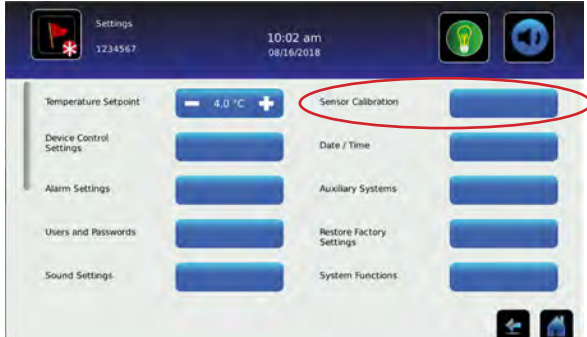 Settings
1234567
10:02 am
08/16/2018
Temperature Setpoint
4.0 °C
Sensor Calibration
Device Control
Settings
Date / Time
Alarm Settings
Auxiliary Systems
Users and Passwords
Restore Factory
Settings
Sound Settings
System Functions